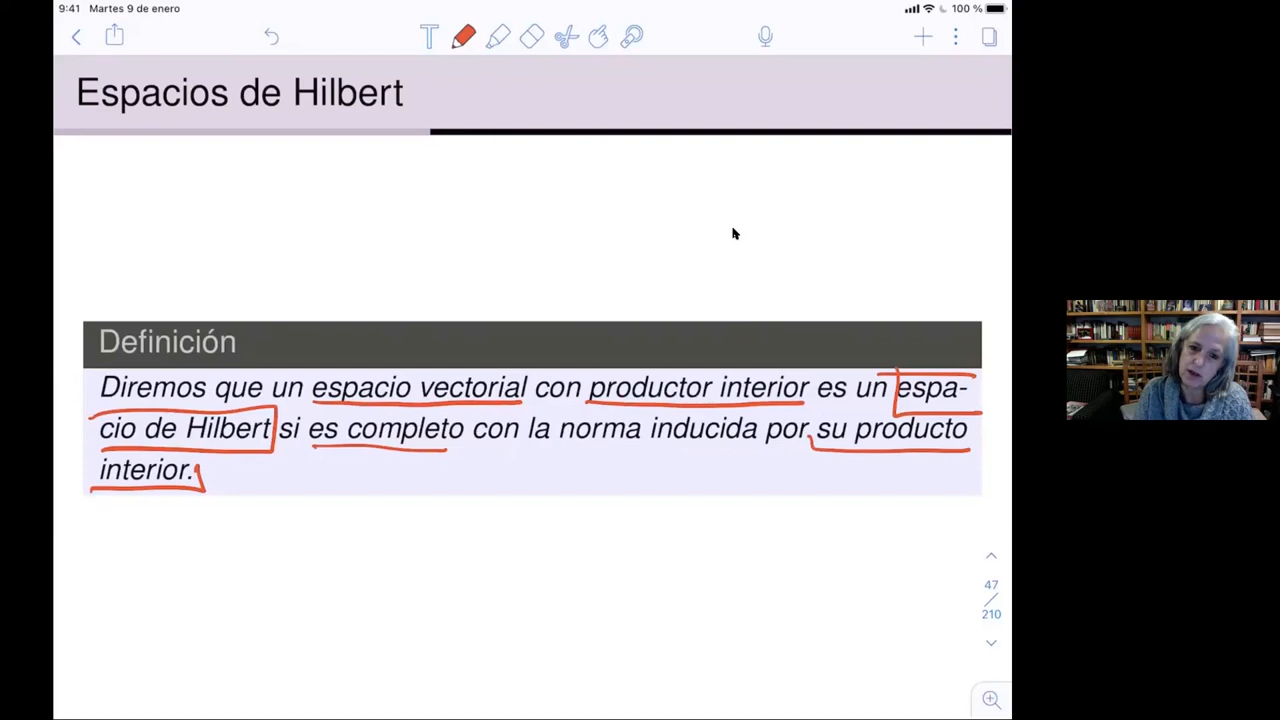 9:41 Martes 9 de enero 100 %
Espacios de Hilbert
Definición
Diremos que un espacio vectorial con productor interior es un espa-
cio de Hilbert si es completo con la norma inducida por su producto
interior.
47
210